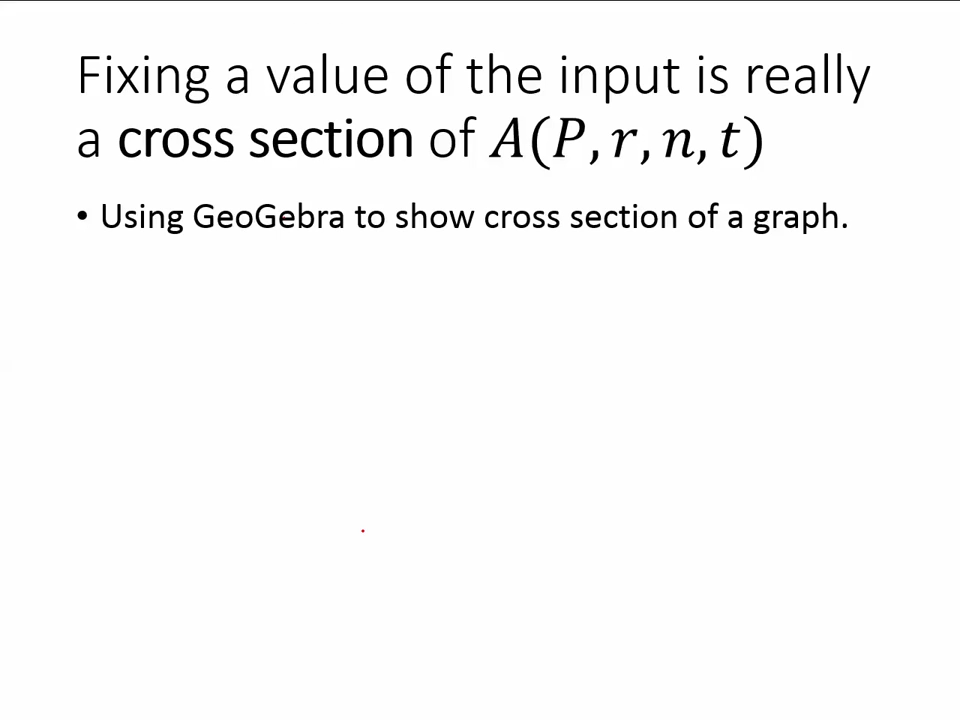 Fixing a value of the input is really
a cross section of A(P, r, n, t)
• Using GeoGebra to show cross section of a graph.